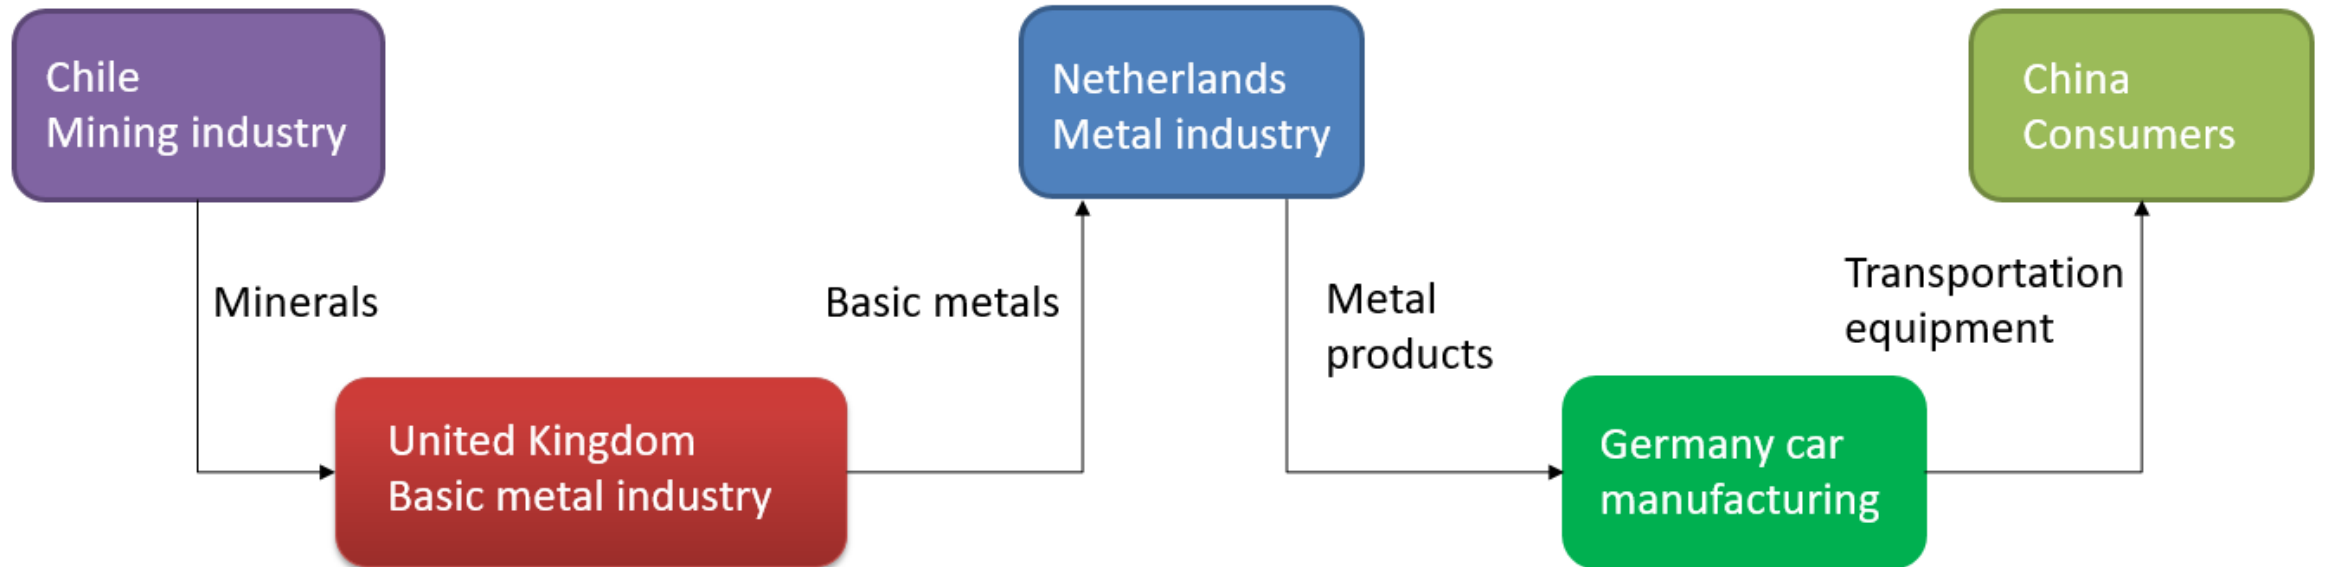 Chile
Mining industry
Minerals
United Kingdom
Basic metal industry
Basic metals
Netherlands
Metal industry
Metal
products
Germany car
manufacturing
Transportation
equipment
China
Consumers